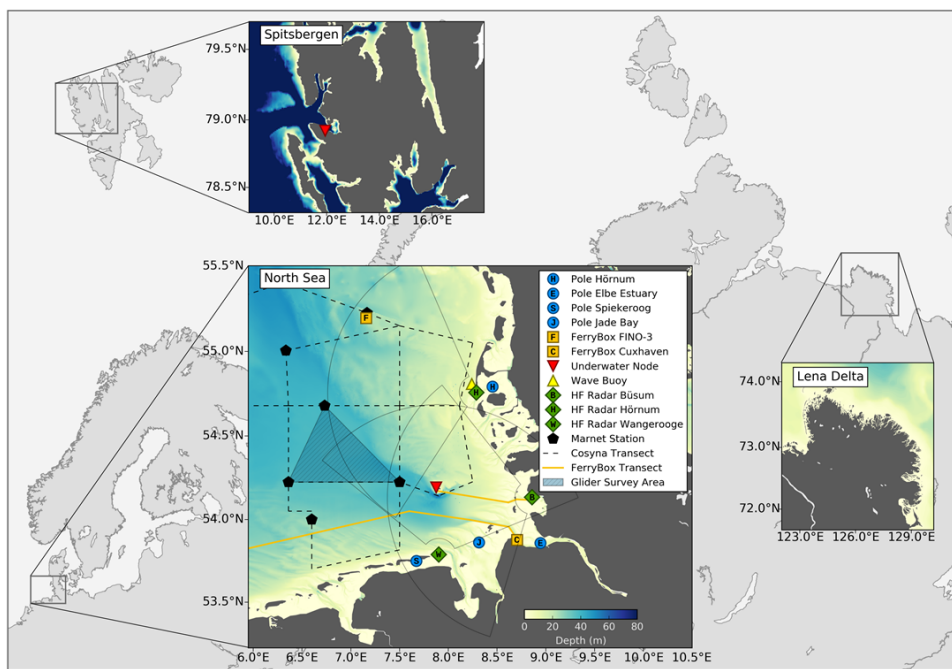 Spitsbergen
79.5°N
79.0°N
78.5°N
10.0°E 12.0°E 14.0°E 16.0°E
North Sea
55.5°N
55.0°N
54.5°N
54.0°N
53.5°N
6.0°E 6.5°E 7.0°E 7.5°E 8.0°E 8.5°E 9.0°E 9.5°E 10.0°E 10.5°E
H Pole Hörnum
E Pole Elbe Estuary
S Pole Spiekeroog
J Pole Jade Bay
F FerryBox FINO-3
C FerryBox Cuxhaven
Underwater Node
Wave Buoy
B HF Radar Büsum
H HF Radar Hörnum
W HF Radar Wangerooge
Marnet Station
Cosyna Transect
FerryBox Transect
Glider Survey Area
F
H H
B
J
C E
W
S
0 20 40 60 80
Depth (m)
Lena Delta
74.0°N
73.0°N
72.0°N
123.0°E 126.0°E 129.0°E